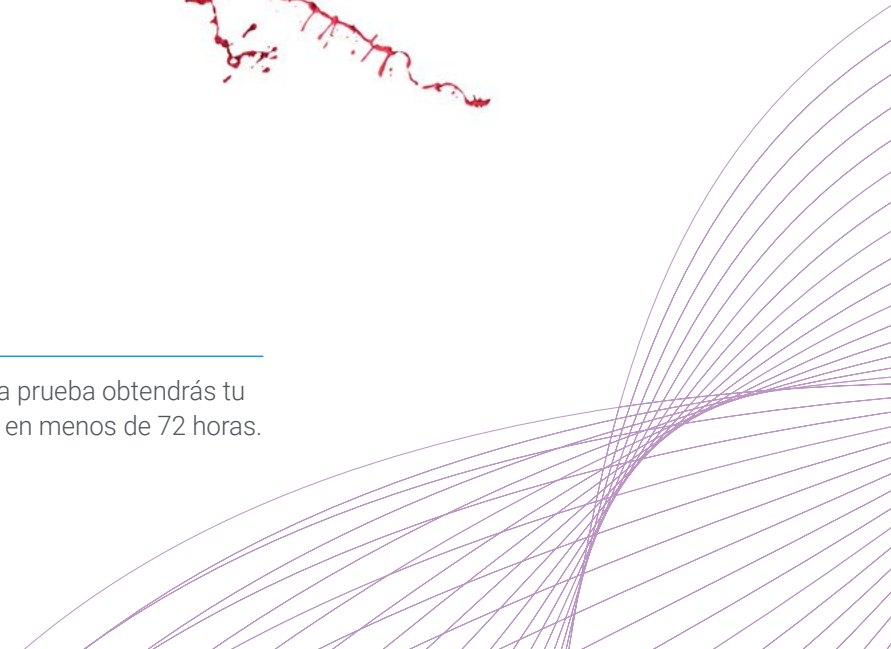 a prueba obtendrás tu
en menos de 72 horas.